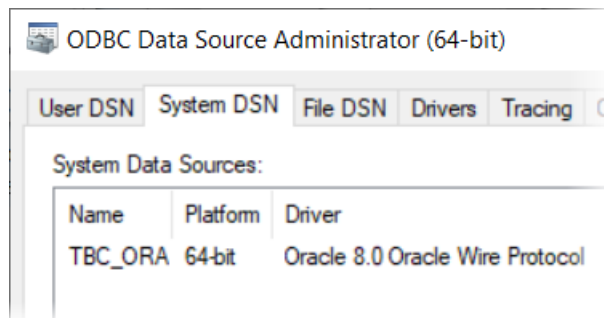 ODBC Data Source Administrator (64-bit)
User DSN System DSN File DSN Drivers Tracing
System Data Sources:
Name Platform Driver
TBC_ORA 64-bit Oracle 8.0 Oracle Wire Protocol